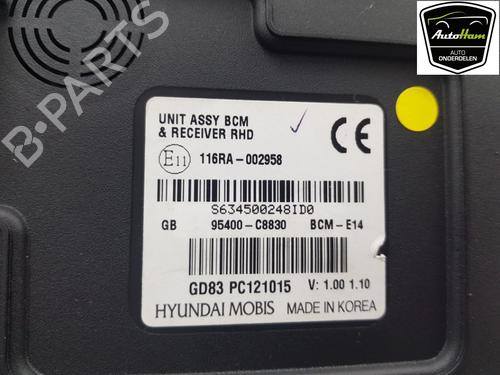 AutoHam
AUTO
ONDERDELEN
B-PARTS
UNIT ASSY BCM
& RECEIVER RHD
CE
E11 116RA-002958
S634500248ID0
GB 95400-C8830 BCM-E14
GD83 PC121015 V: 1.00 1.10
HYUNDAI MOBIS MADE IN KOREA